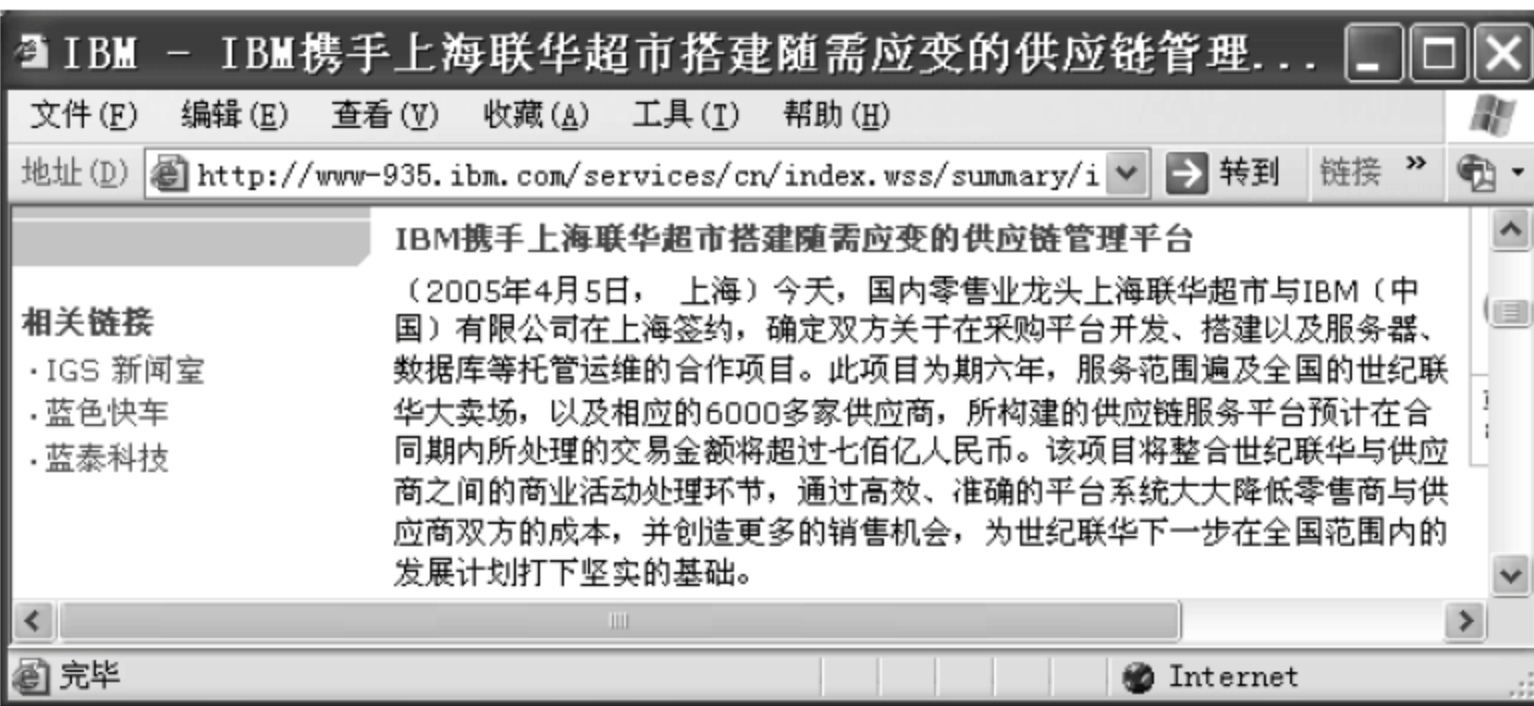 IBM - IBM携手上海联华超市搭建随需应变的供应链管理...
文件(F) 编辑(E) 查看(V) 收藏(A) 工具(T) 帮助(H)
地址(D) http://www-935.ibm.com/services/cn/index.wss/summary/i 转到 链接 »
IBM携手上海联华超市搭建随需应变的供应链管理平台
相关链接
·IGS 新闻室
·蓝色快车
·蓝泰科技
（2005年4月5日， 上海）今天，国内零售业龙头上海联华超市与IBM（中
国）有限公司在上海签约，确定双方关于在采购平台开发、搭建以及服务器、
数据库等托管运维的合作项目。此项目为期六年，服务范围遍及全国的世纪联
华大卖场，以及相应的6000多家供应商，所构建的供应链服务平台预计在合
同期内所处理的交易金额将超过七佰亿人民币。该项目将整合世纪联华与供应
商之间的商业活动处理环节，通过高效、准确的平台系统大大降低零售商与供
应商双方的成本，并创造更多的销售机会，为世纪联华下一步在全国范围内的
发展计划打下坚实的基础。
完毕 Internet